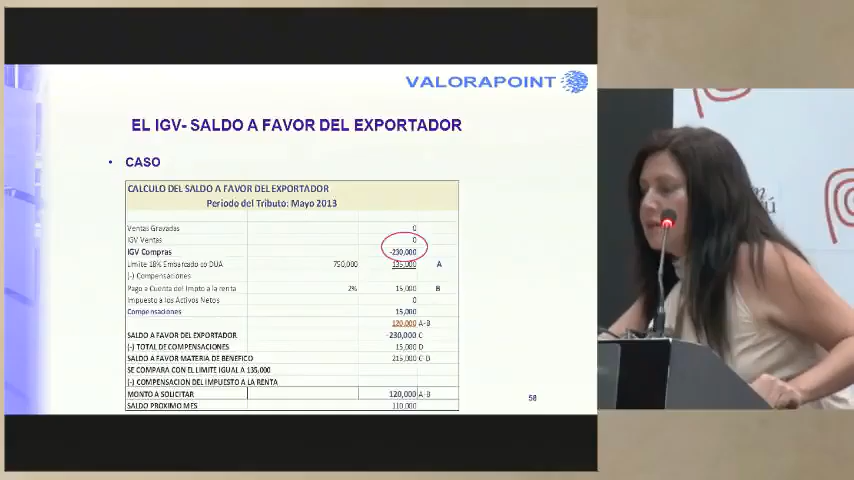 VALORAPOINT
EL IGV- SALDO A FAVOR DEL EXPORTADOR
• CASO
CALCULO DEL SALDO A FAVOR DEL EXPORTADOR
Periodo del Tributo: Mayo 2013
Ventas Gravadas 0
IGV Ventas 0
IGV Compras -230,000
Limite 18% Embarcado DUA 750,000 135,000 A
(-) Compensaciones
Pago a Cuenta del Impto a la renta 2% 15,000 B
Impuesto a los Activos Netos 0
Compensaciones 15,000
120,000 A-B
SALDO A FAVOR DEL EXPORTADOR -230,000 C
(-) TOTAL DE COMPENSACIONES 15,000 D
SALDO A FAVOR MATERIA DE BENEFICO 215,000 C-D
SE COMPARA CON EL LIMITE IGUAL A 135,000
(-) COMPENSACION DEL IMPUESTO A LA RENTA
MONTO A SOLICITAR 120,000 A-B
SALDO PROXIMO MES 110,000
58